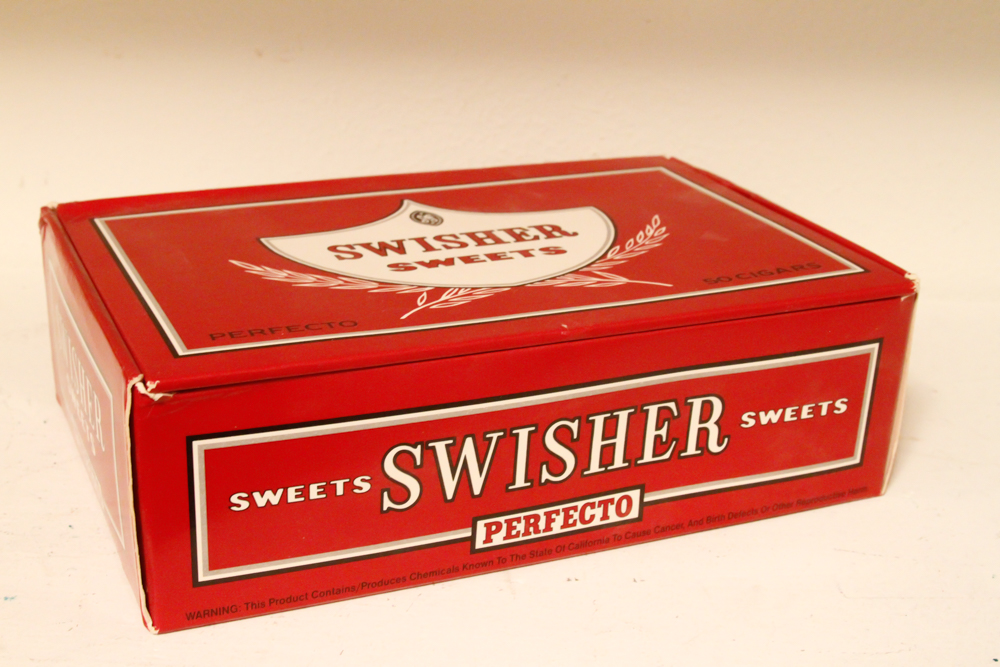 SWISHER
SWEETS
PERFECTO
50 CIGARS
SWEETS SWISHER SWEETS
PERFECTO
WARNING: This Product Contains/Produces Chemicals Known To The State Of California To Cause Cancer, And Birth Defects Or Other Reproductive Harm.
SWISHER